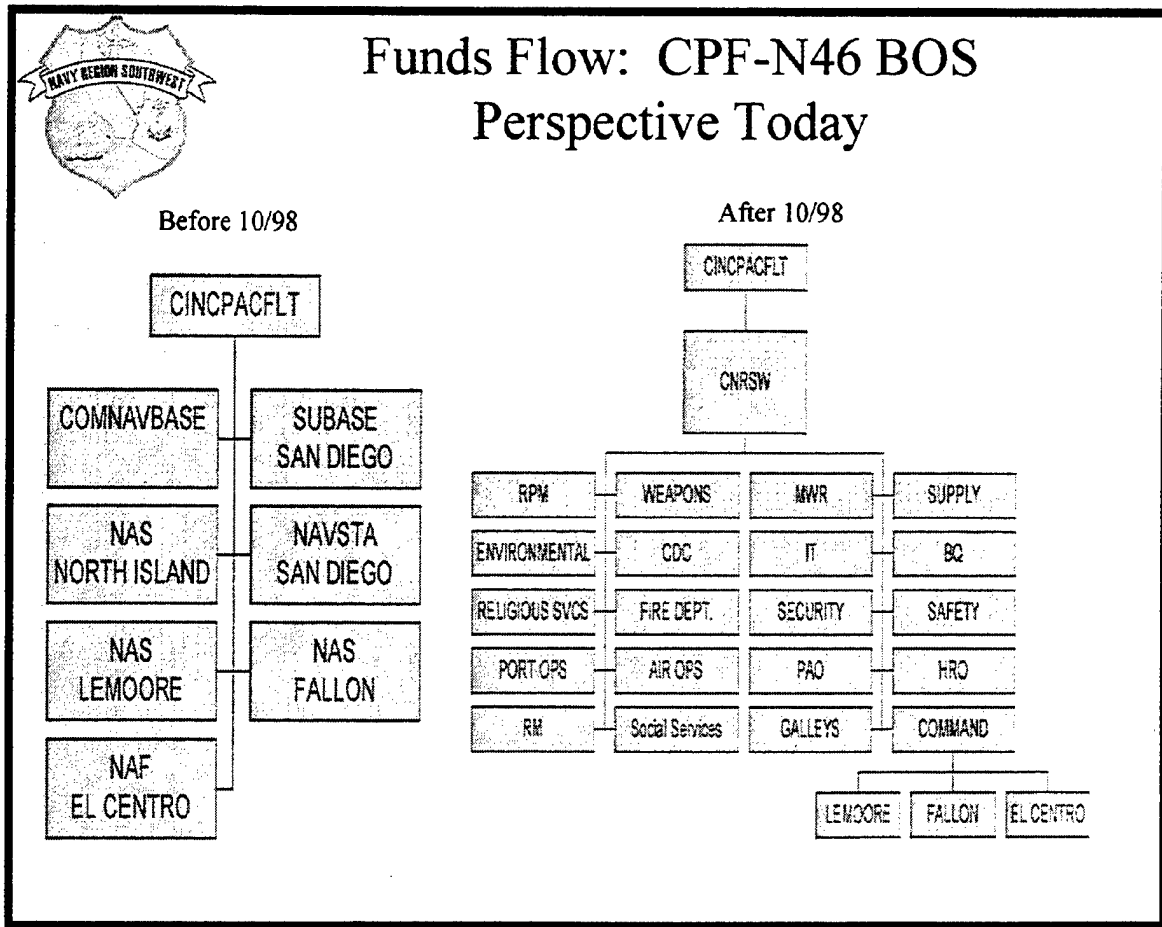 NAVY REGION SOUTHWEST
Funds Flow: CPF-N46 BOS
Perspective Today
Before 10/98
CINCPACFLT
COMNAVBASE
SUBASE
SAN DIEGO
NAS
NORTH ISLAND
NAVSTA
SAN DIEGO
NAS
LEMOORE
NAS
FALLON
NAF
EL CENTRO
After 10/98
CINCPACFLT
CNRSW
RPM
WEAPONS
MWR
SUPPLY
ENVIRONMENTAL
CDC
IT
BQ
RELIGIOUS SVCS
FIRE DEPT.
SECURITY
SAFETY
PORT OPS
AIR OPS
PAO
HRO
RM
Social Services
GALLEYS
COMMAND
LEMOORE
FALLON
EL CENTRO